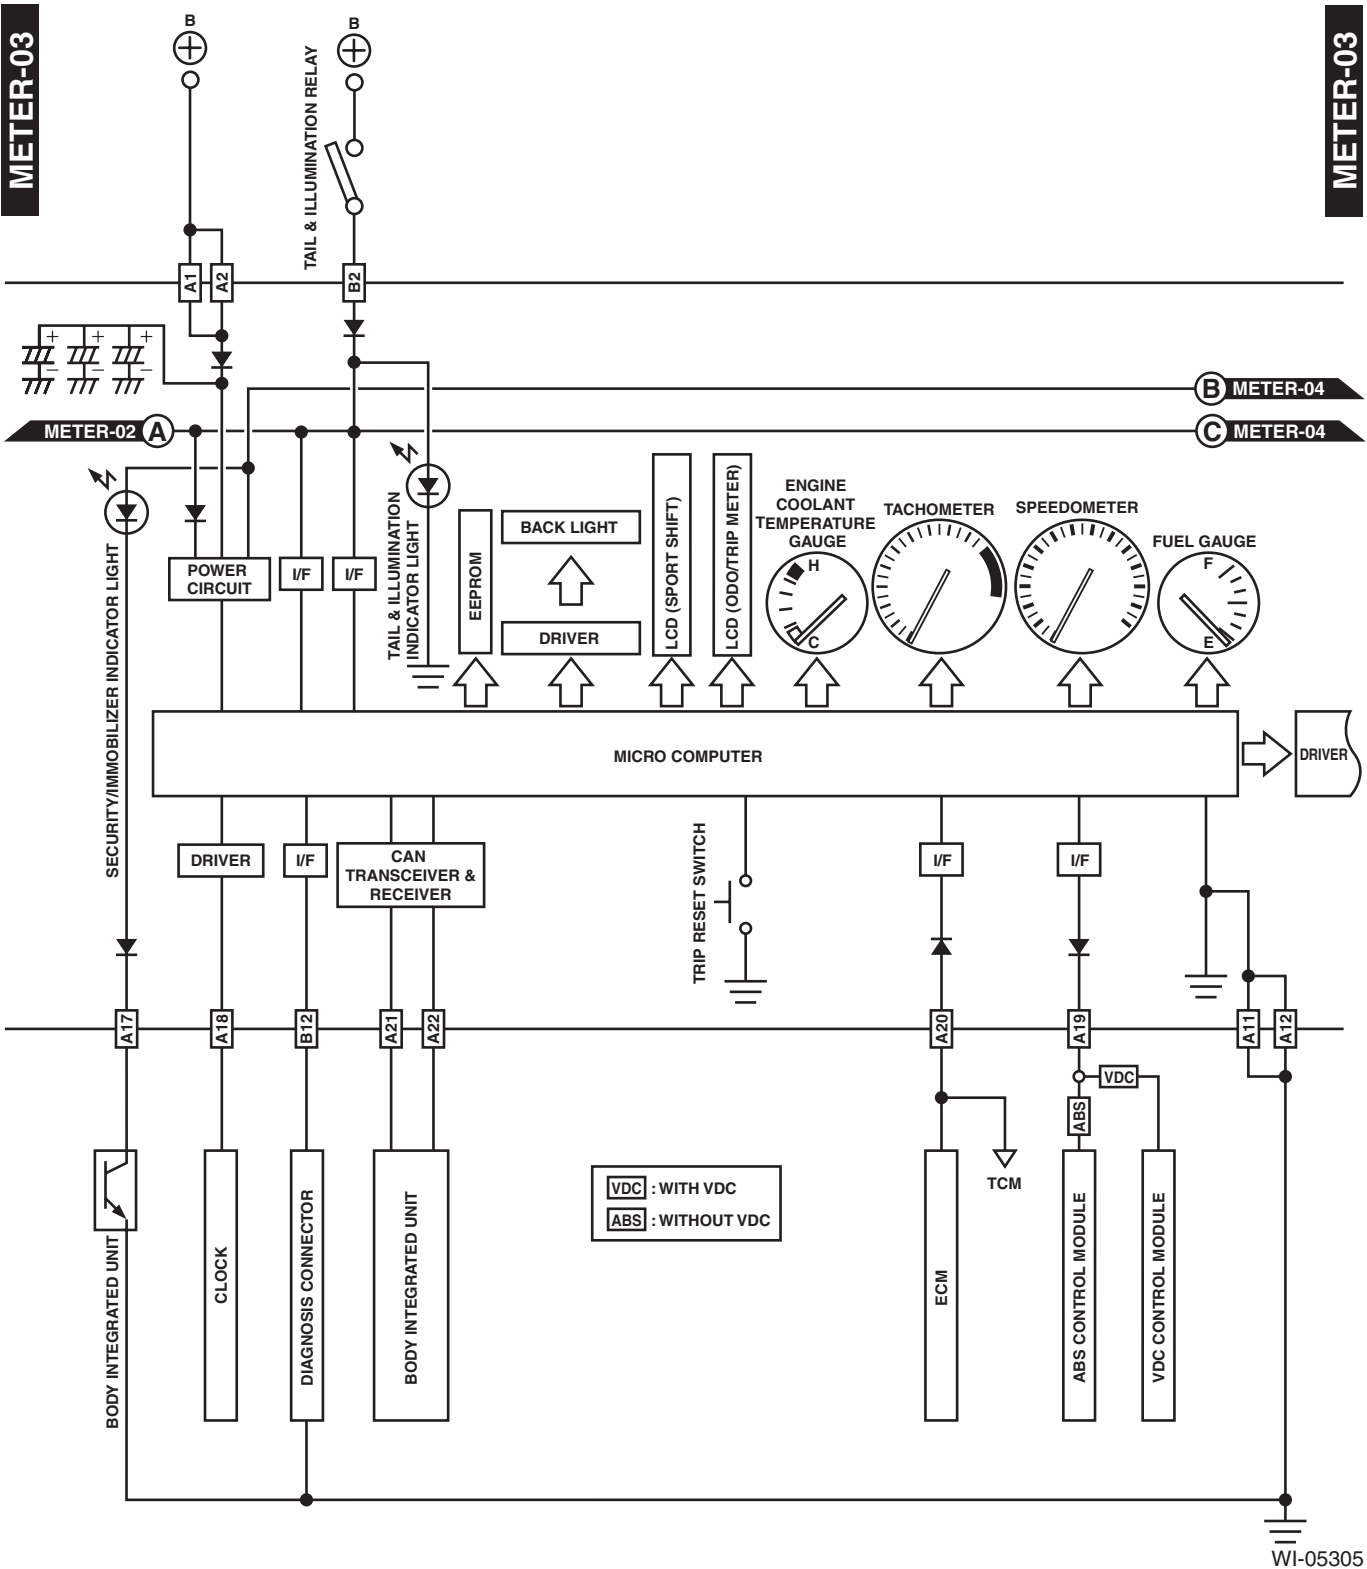 METER-03
METER-03
B
B
TAIL & ILLUMINATION RELAY
A1
A2
B2
+
+
+
−
−
−
B METER-04
METER-02 A
C METER-04
SECURITY/IMMOBILIZER INDICATOR LIGHT
POWER
CIRCUIT
I/F
I/F
TAIL & ILLUMINATION
INDICATOR LIGHT
EEPROM
BACK LIGHT
DRIVER
LCD (SPORT SHIFT)
LCD (ODO/TRIP METER)
ENGINE
COOLANT
TEMPERATURE
GAUGE
H
C
TACHOMETER
SPEEDOMETER
FUEL GAUGE
F
E
MICRO COMPUTER
DRIVER
DRIVER
I/F
CAN
TRANSCEIVER &
RECEIVER
TRIP RESET SWITCH
I/F
I/F
A17
A18
B12
A21
A22
A20
A19
A11
A12
VDC
ABS
TCM
BODY INTEGRATED UNIT
CLOCK
DIAGNOSIS CONNECTOR
BODY INTEGRATED UNIT
VDC : WITH VDC
ABS : WITHOUT VDC
ECM
ABS CONTROL MODULE
VDC CONTROL MODULE
WI-05305